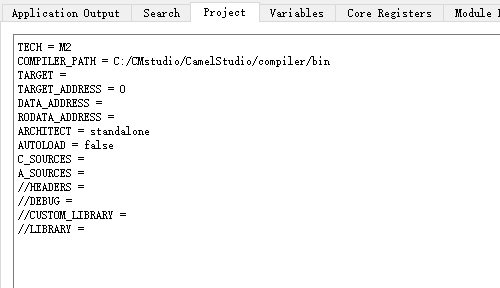 Application Output Search Project Variables Core Registers Module
TECH = M2
COMPILER_PATH = C:/CMstudio/CamelStudio/compiler/bin
TARGET =
TARGET_ADDRESS = 0
DATA_ADDRESS =
RODATA_ADDRESS =
ARCHITECT = standalone
AUTOLOAD = false
C_SOURCES =
A_SOURCES =
//HEADERS =
//DEBUG =
//CUSTOM_LIBRARY =
//LIBRARY =